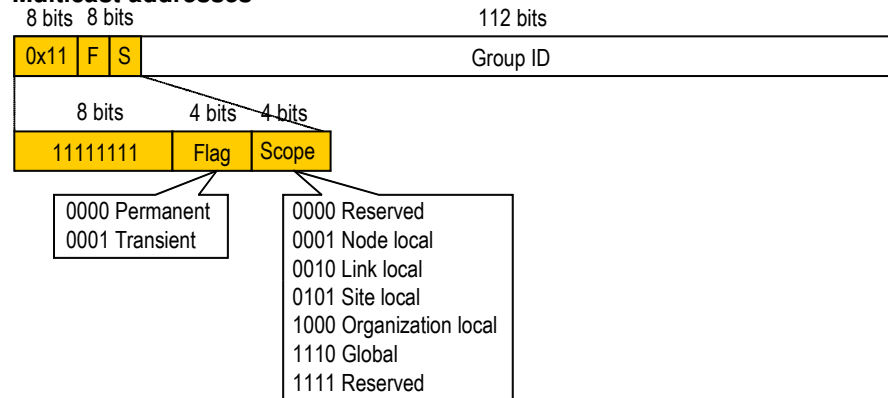 Multicast addresses
8 bits 8 bits 112 bits
0x11 F S Group ID
8 bits 4 bits 4 bits
11111111 Flag Scope
0000 Permanent
0001 Transient
0000 Reserved
0001 Node local
0010 Link local
0101 Site local
1000 Organization local
1110 Global
1111 Reserved